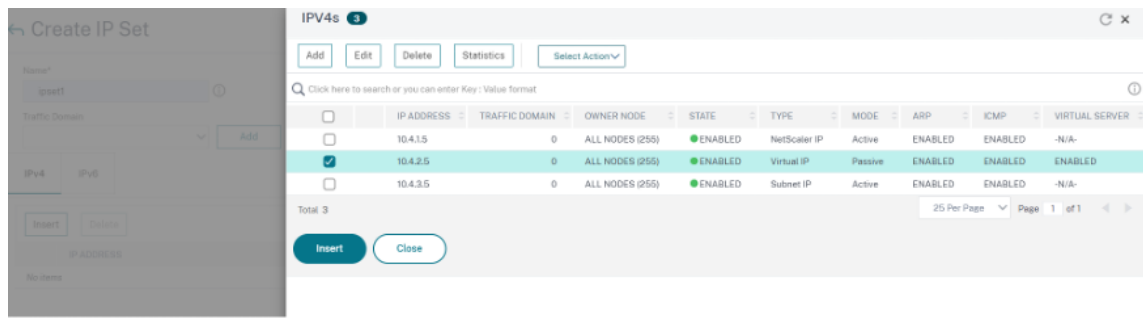 Create IP Set
Name*
ipset1
Traffic Domain
Add
IPv4 IPv6
Insert Delete
IP ADDRESS
No items
IPV4s 3
Add Edit Delete Statistics Select Action
Click here to search or you can enter Key : Value format
IP ADDRESS TRAFFIC DOMAIN OWNER NODE STATE TYPE MODE ARP ICMP VIRTUAL SERVER
10.4.1.5 0 ALL NODES (255) ENABLED NetScaler IP Active ENABLED ENABLED -N/A-
10.4.2.5 0 ALL NODES (255) ENABLED Virtual IP Passive ENABLED ENABLED ENABLED
10.4.3.5 0 ALL NODES (255) ENABLED Subnet IP Active ENABLED ENABLED -N/A-
Total 3
25 Per Page Page 1 of 1
Insert Close